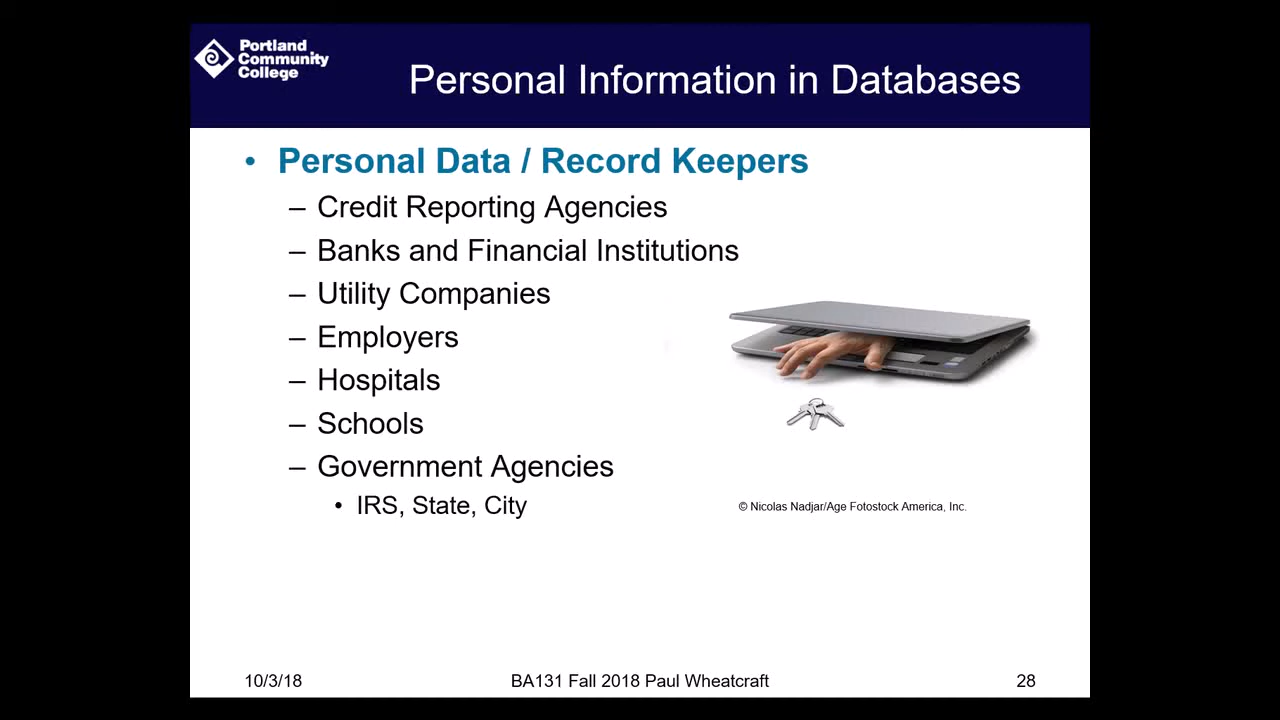 Portland
Community
College
Personal Information in Databases
• Personal Data / Record Keepers
– Credit Reporting Agencies
– Banks and Financial Institutions
– Utility Companies
– Employers
– Hospitals
– Schools
– Government Agencies
• IRS, State, City
© Nicolas Nadjar/Age Fotostock America, Inc.
10/3/18
BA131 Fall 2018 Paul Wheatcraft
28